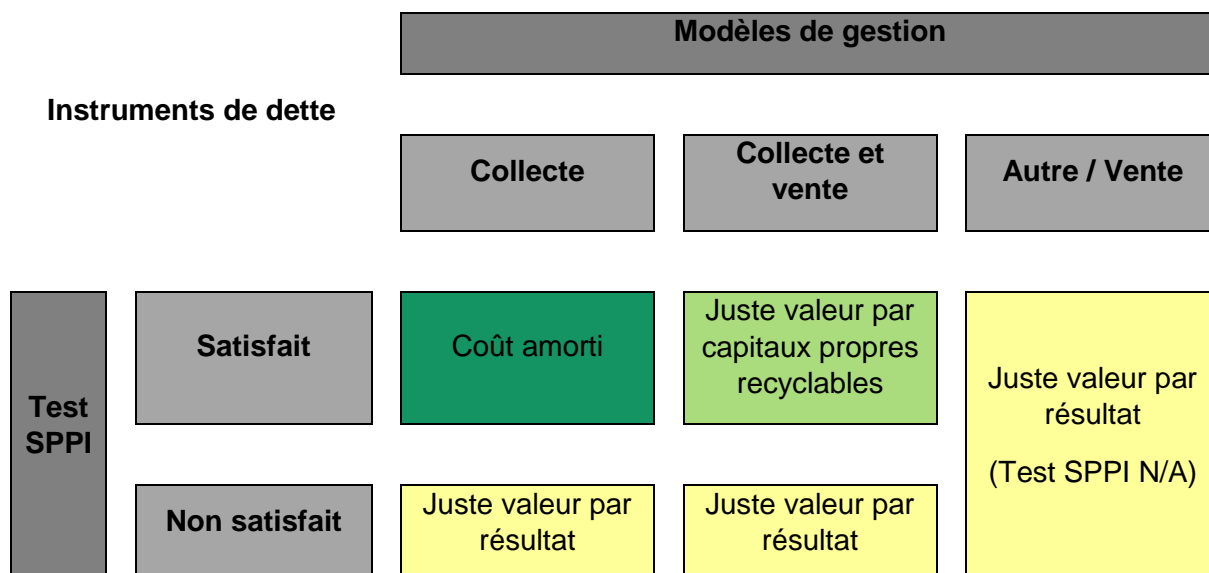 Modèles de gestion
Instruments de dette
Collecte
Collecte et
vente
Autre / Vente
Test
SPPI
Satisfait
Coût amorti
Juste valeur par
capitaux propres
recyclables
Juste valeur par
résultat
(Test SPPI N/A)
Non satisfait
Juste valeur par
résultat
Juste valeur par
résultat